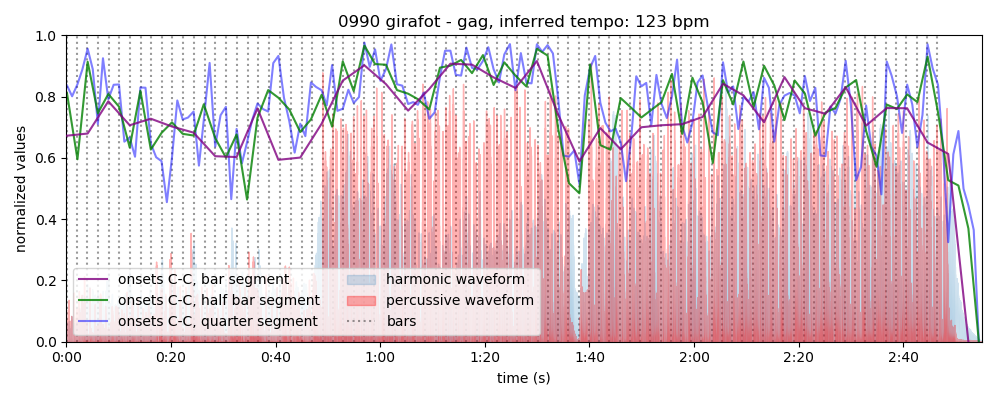 0990 girafot - gag, inferred tempo: 123 bpm
1.0
0.8
0.6
0.4
0.2
0.0
normalized values
onsets C-C, bar segment
onsets C-C, half bar segment
onsets C-C, quarter segment
harmonic waveform
percussive waveform
bars
0:00 0:20 0:40 1:00 1:20 1:40 2:00 2:20 2:40
time (s)